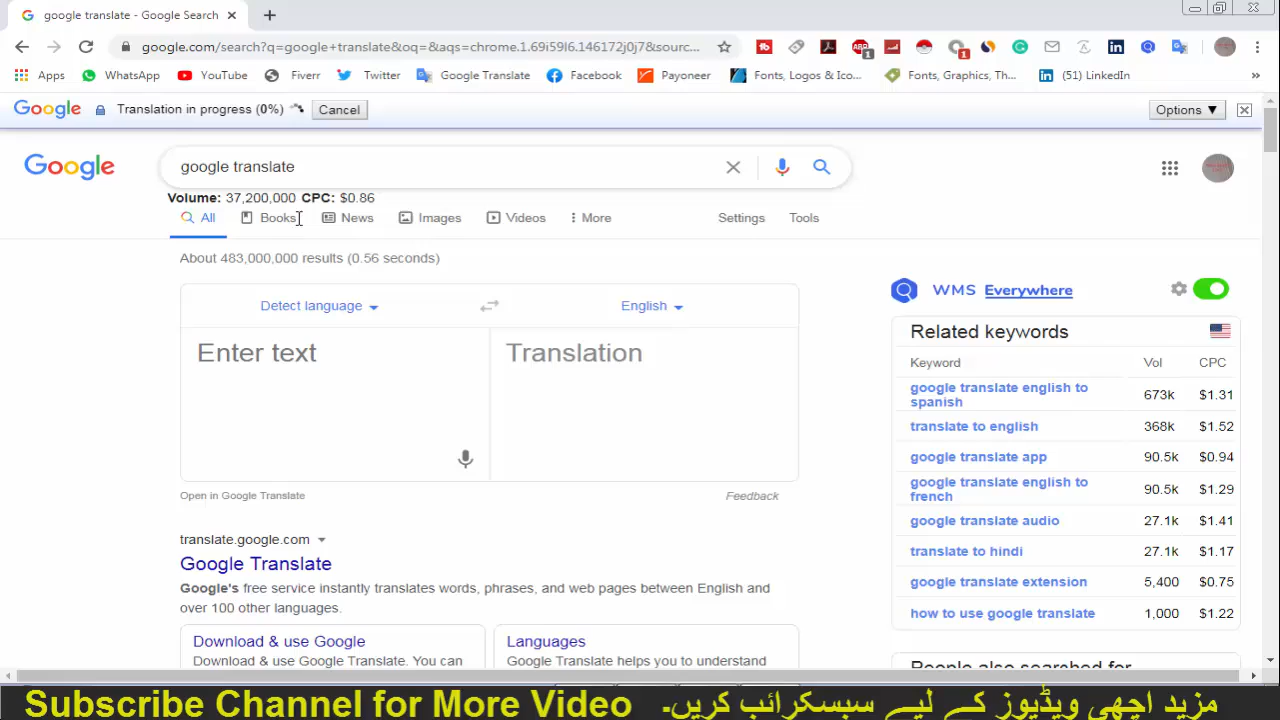 google translate - Google Search
google.com/search?q=google+translate&oq=&aqs=chrome.1.69i59l6.146172j0j7&sourc...
Apps WhatsApp YouTube Fiverr Twitter Google Translate Facebook Payoneer Fonts, Logos & Ico... Fonts, Graphics, Th... (51) LinkedIn »
Google Translation in progress (0%) Cancel Options ▼
Google google translate
Volume: 37,200,000 CPC: $0.86
All Books News Images Videos More Settings Tools
About 483,000,000 results (0.56 seconds)
Detect language English
Enter text Translation
Open in Google Translate Feedback
translate.google.com
Google Translate
Google's free service instantly translates words, phrases, and web pages between English and
over 100 other languages.
Download & use Google
Download & use Google Translate. You can
Languages
Google Translate helps you to understand
WMS Everywhere
Related keywords
Keyword Vol CPC
google translate english to spanish 673k $1.31
translate to english 368k $1.52
google translate app 90.5k $0.94
google translate english to french 90.5k $1.29
google translate audio 27.1k $1.41
translate to hindi 27.1k $1.17
google translate extension 5,400 $0.75
how to use google translate 1,000 $1.22
People also searched for
Subscribe Channel for More Video مزید اچھی ویڈیوز کے لیے سبسکرائب کریں۔